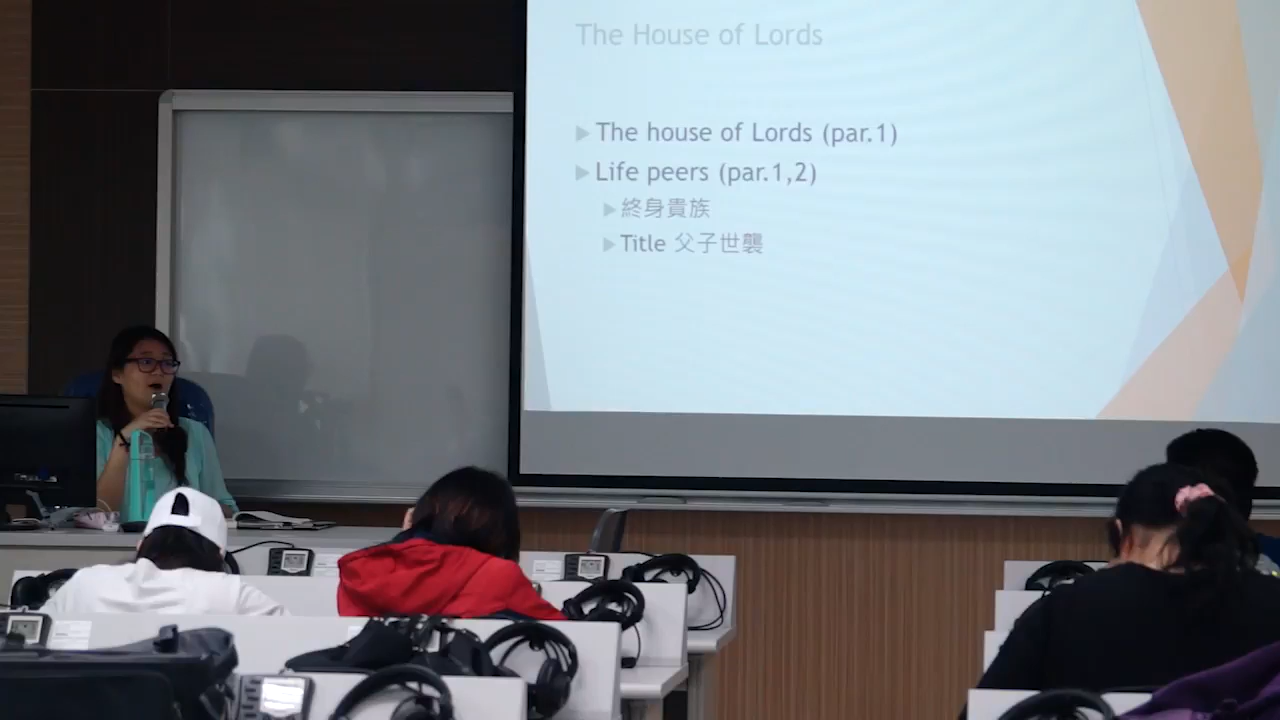 The House of Lords
The house of Lords (par.1)
Life peers (par.1,2)
終身貴族
Title 父子世襲